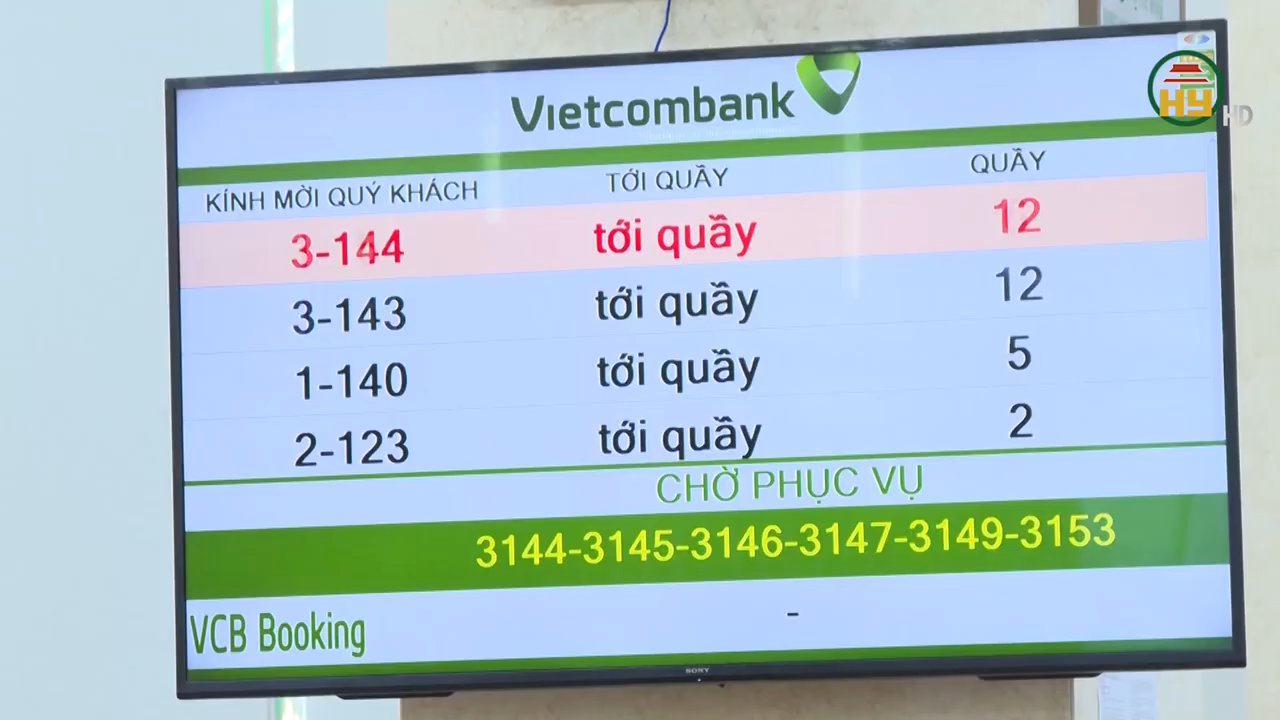 Vietcombank
HY
HD
KÍNH MỜI QUÝ KHÁCH TỚI QUẦY QUẦY
3-144 tới quầy 12
3-143 tới quầy 12
1-140 tới quầy 5
2-123 tới quầy 2
CHỜ PHỤC VỤ
3144-3145-3146-3147-3149-3153
VCB Booking -
SONY